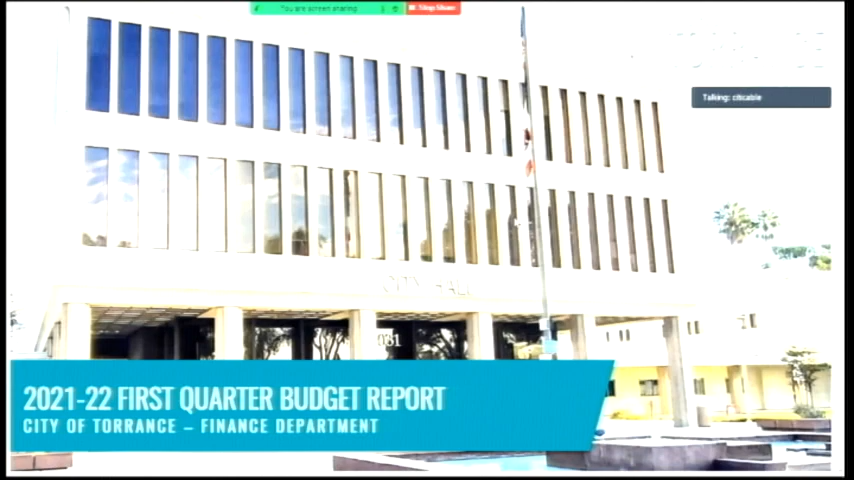 You are screen sharing
Stop Share
Talking: citicable
CITY HALL
2021-22 FIRST QUARTER BUDGET REPORT
CITY OF TORRANCE – FINANCE DEPARTMENT